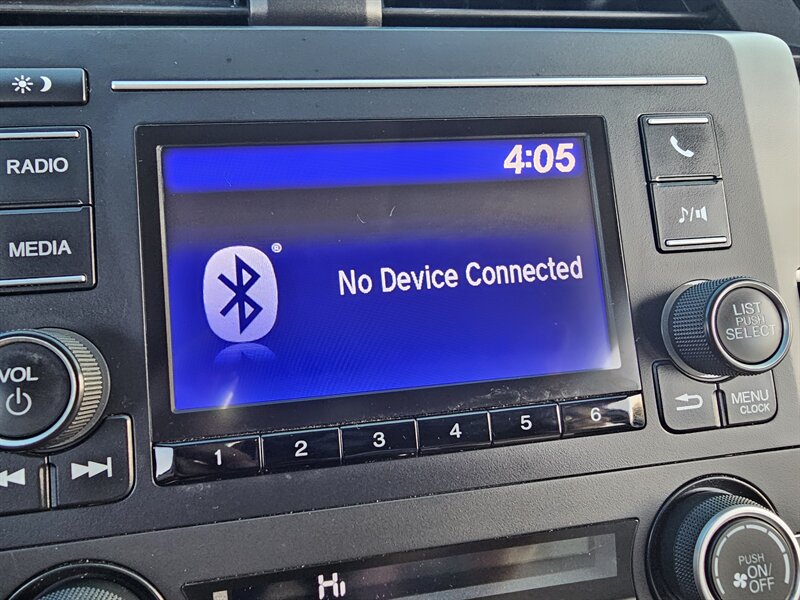 4:05
RADIO
MEDIA
®
No Device Connected
LIST
PUSH
SELECT
VOL
MENU
CLOCK
1 2 3 4 5 6
HI
PUSH
ON/
OFF